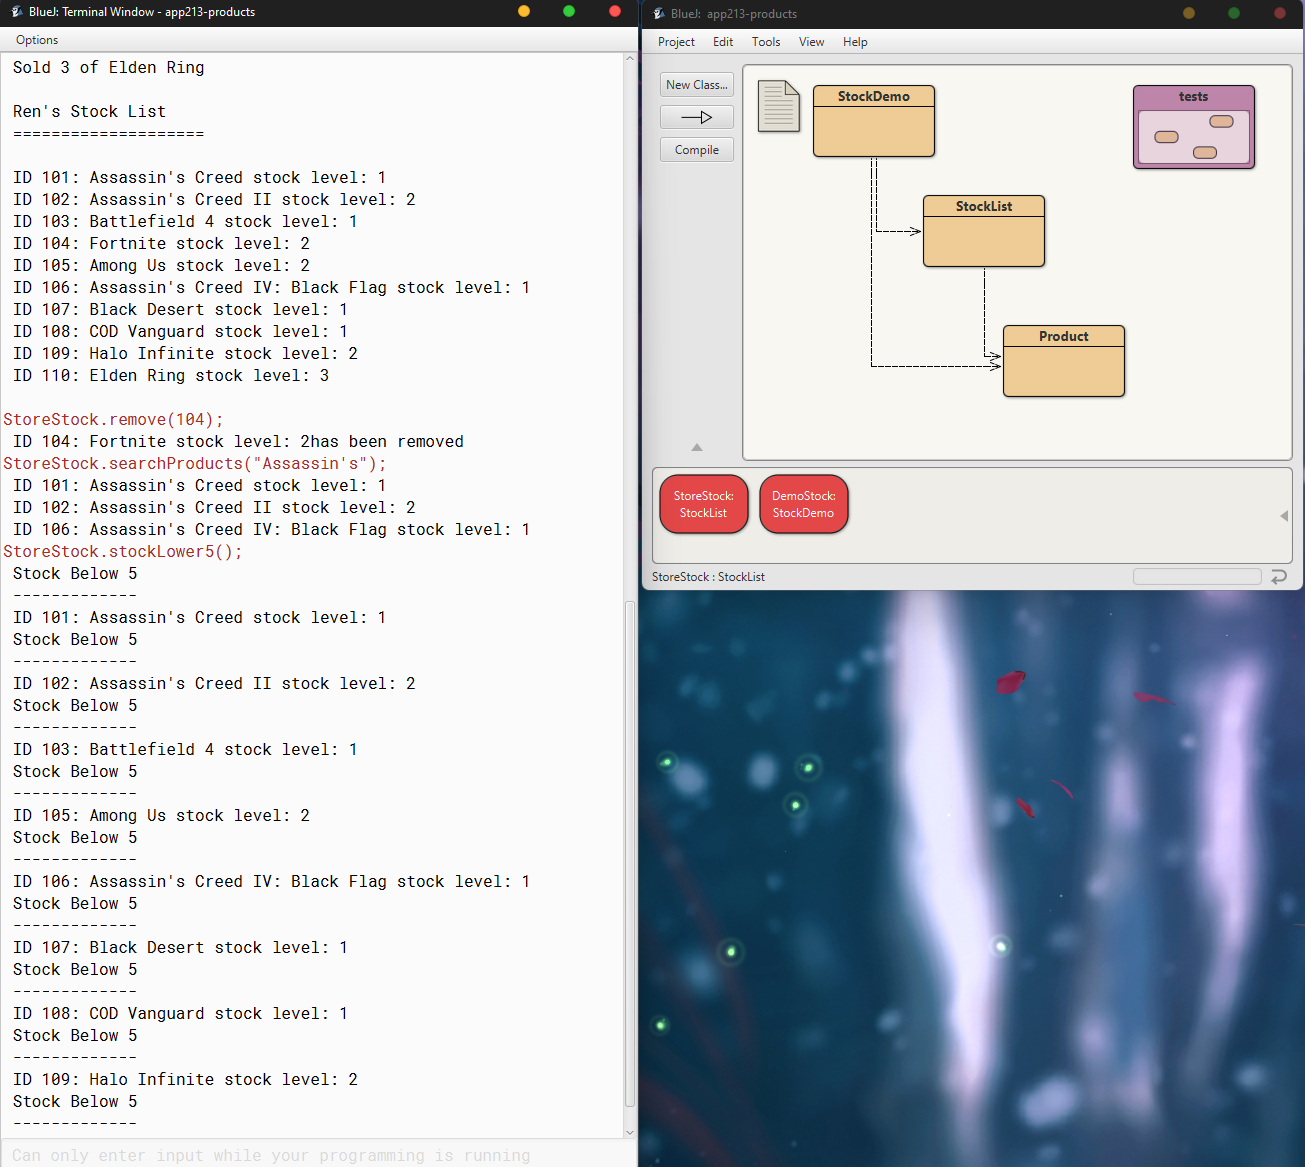 BlueJ: Terminal Window - app213-products
Options
Sold 3 of Elden Ring
Ren's Stock List
====================
ID 101: Assassin's Creed stock level: 1
ID 102: Assassin's Creed II stock level: 2
ID 103: Battlefield 4 stock level: 1
ID 104: Fortnite stock level: 2
ID 105: Among Us stock level: 2
ID 106: Assassin's Creed IV: Black Flag stock level: 1
ID 107: Black Desert stock level: 1
ID 108: COD Vanguard stock level: 1
ID 109: Halo Infinite stock level: 2
ID 110: Elden Ring stock level: 3
StoreStock.remove(104);
ID 104: Fortnite stock level: 2has been removed
StoreStock.searchProducts("Assassin's");
ID 101: Assassin's Creed stock level: 1
ID 102: Assassin's Creed II stock level: 2
ID 106: Assassin's Creed IV: Black Flag stock level: 1
StoreStock.stockLower5();
Stock Below 5
-------------
ID 101: Assassin's Creed stock level: 1
Stock Below 5
-------------
ID 102: Assassin's Creed II stock level: 2
Stock Below 5
-------------
ID 103: Battlefield 4 stock level: 1
Stock Below 5
-------------
ID 105: Among Us stock level: 2
Stock Below 5
-------------
ID 106: Assassin's Creed IV: Black Flag stock level: 1
Stock Below 5
-------------
ID 107: Black Desert stock level: 1
Stock Below 5
-------------
ID 108: COD Vanguard stock level: 1
Stock Below 5
-------------
ID 109: Halo Infinite stock level: 2
Stock Below 5
-------------
Can only enter input while your programming is running
BlueJ: app213-products
Project Edit Tools View Help
New Class...
Compile
StockDemo
tests
StockList
Product
StoreStock:
StockList
DemoStock:
StockDemo
StoreStock : StockList